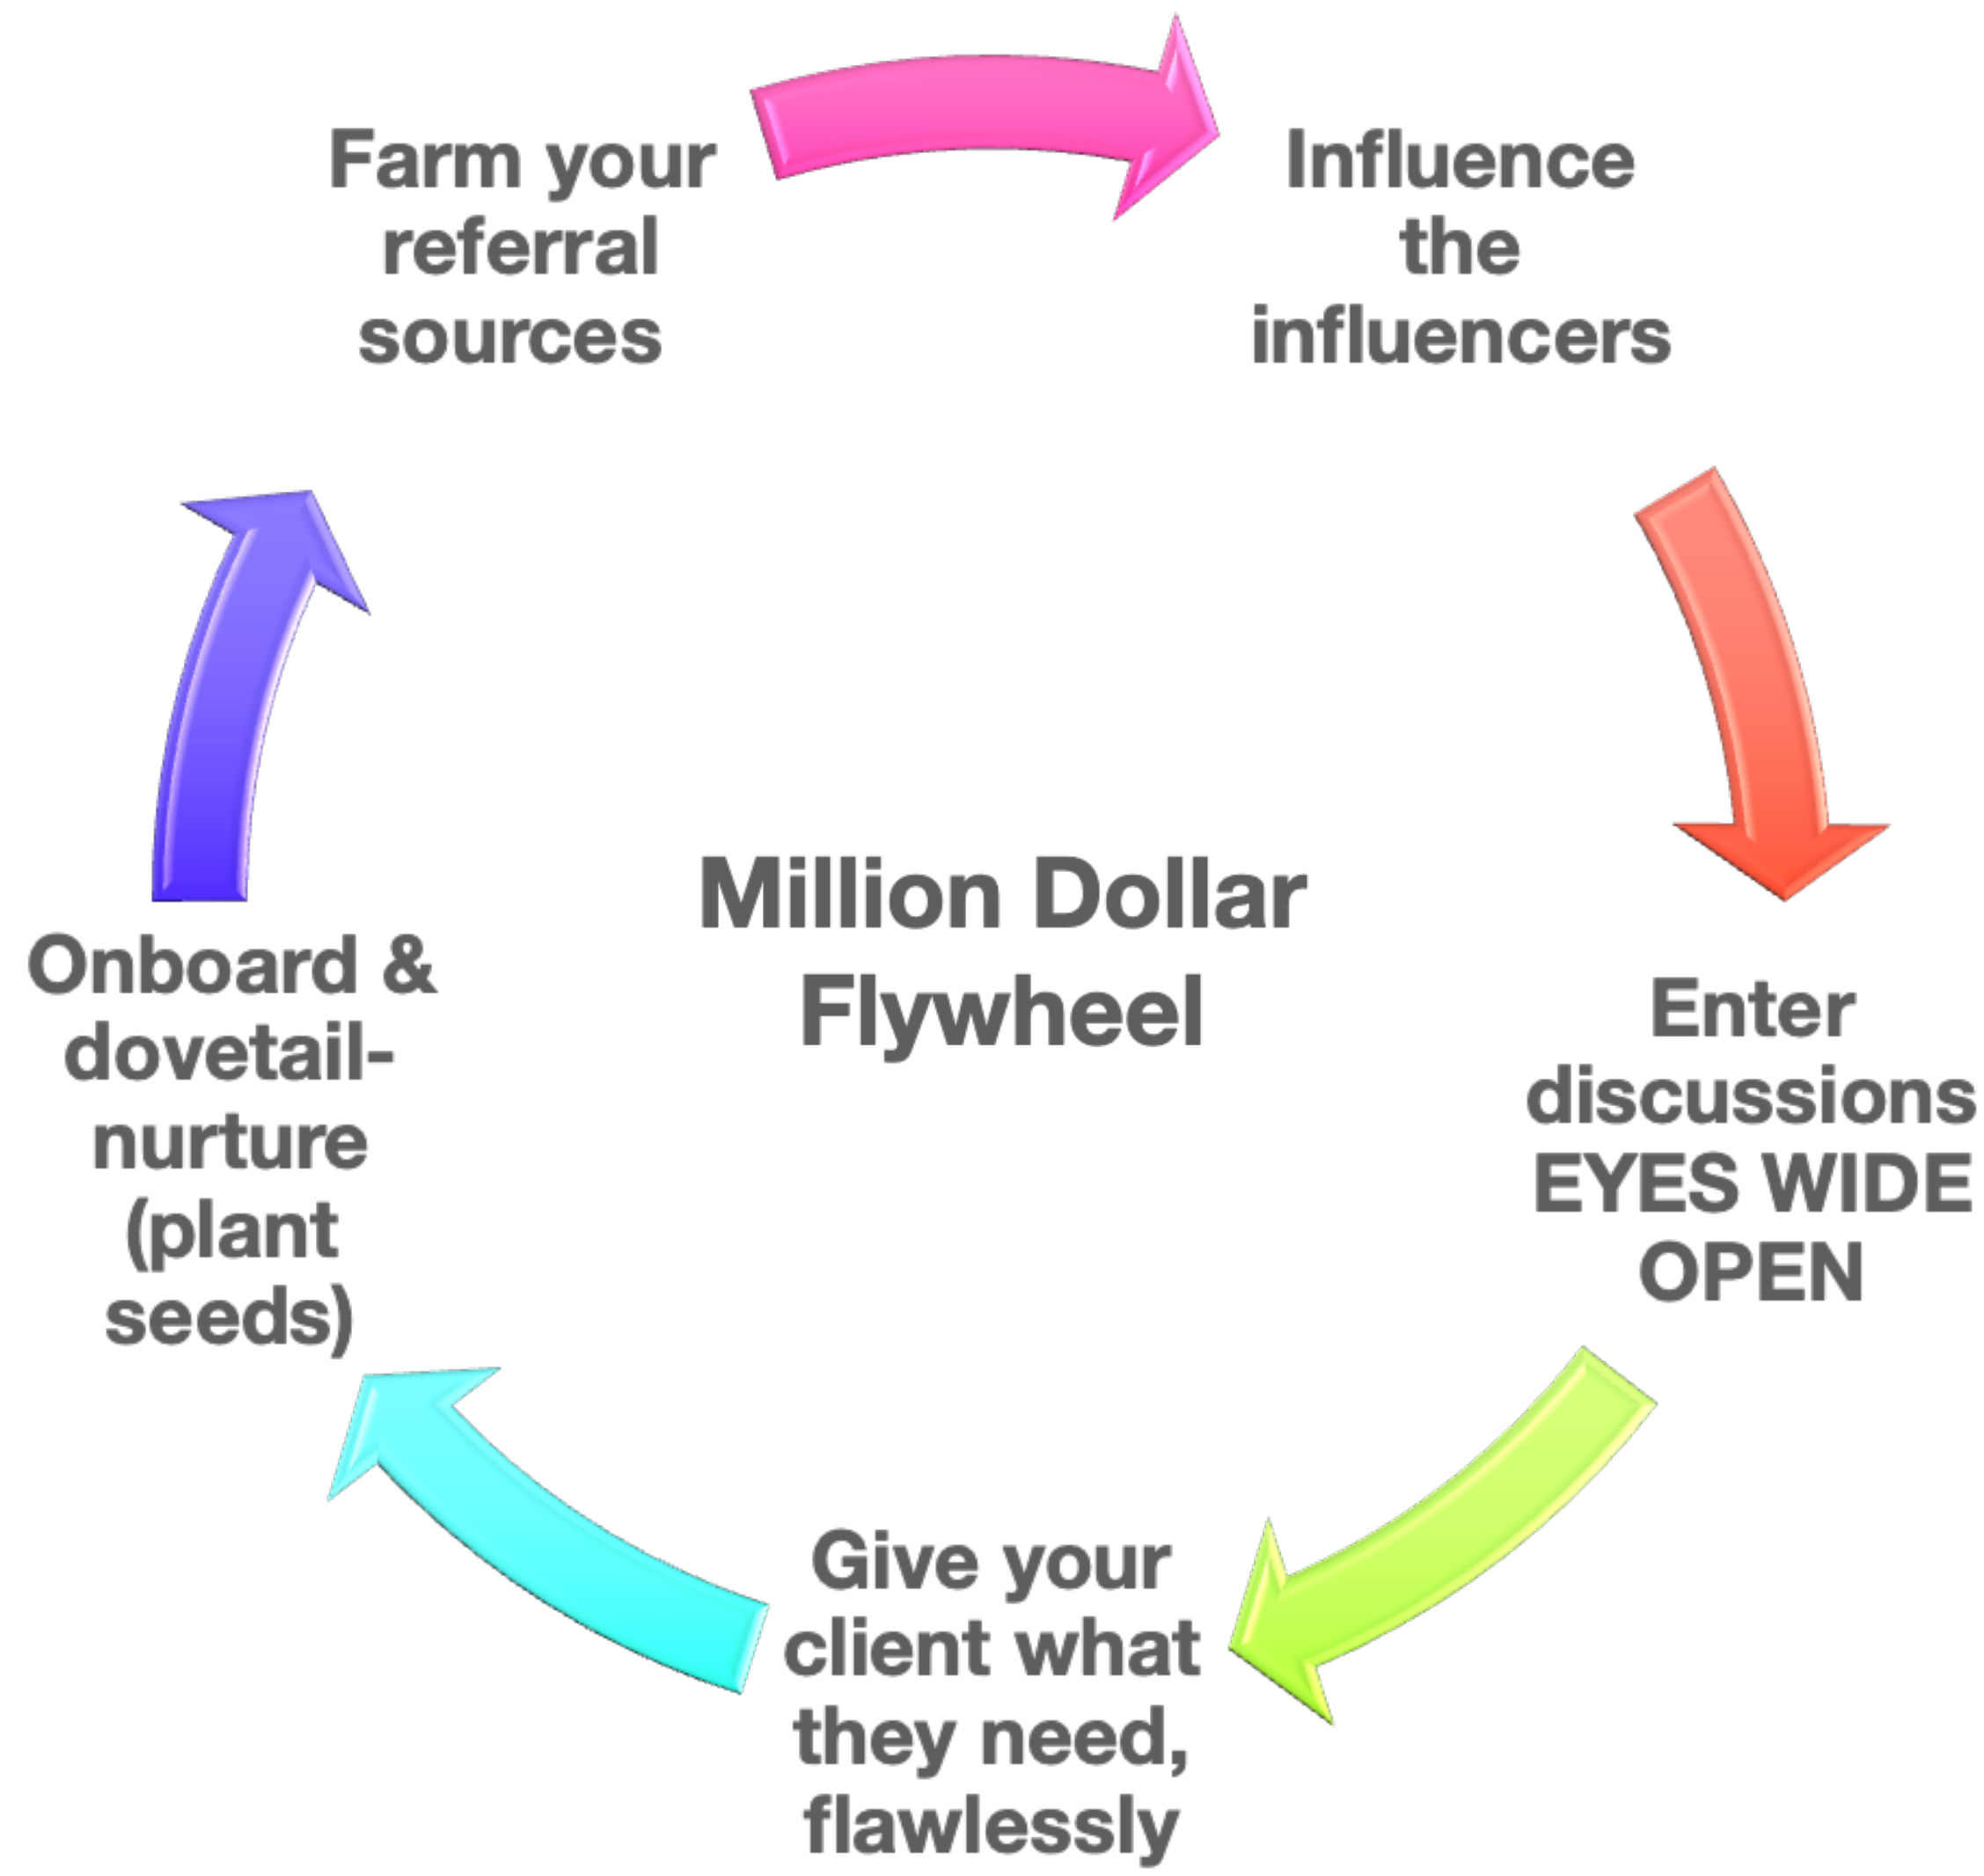 Farm your
referral
sources
Influence
the
influencers
Million Dollar
Flywheel
Enter
discussions
EYES WIDE
OPEN
Give your
client what
they need,
flawlessly
Onboard &
dovetail-
nurture
(plant
seeds)